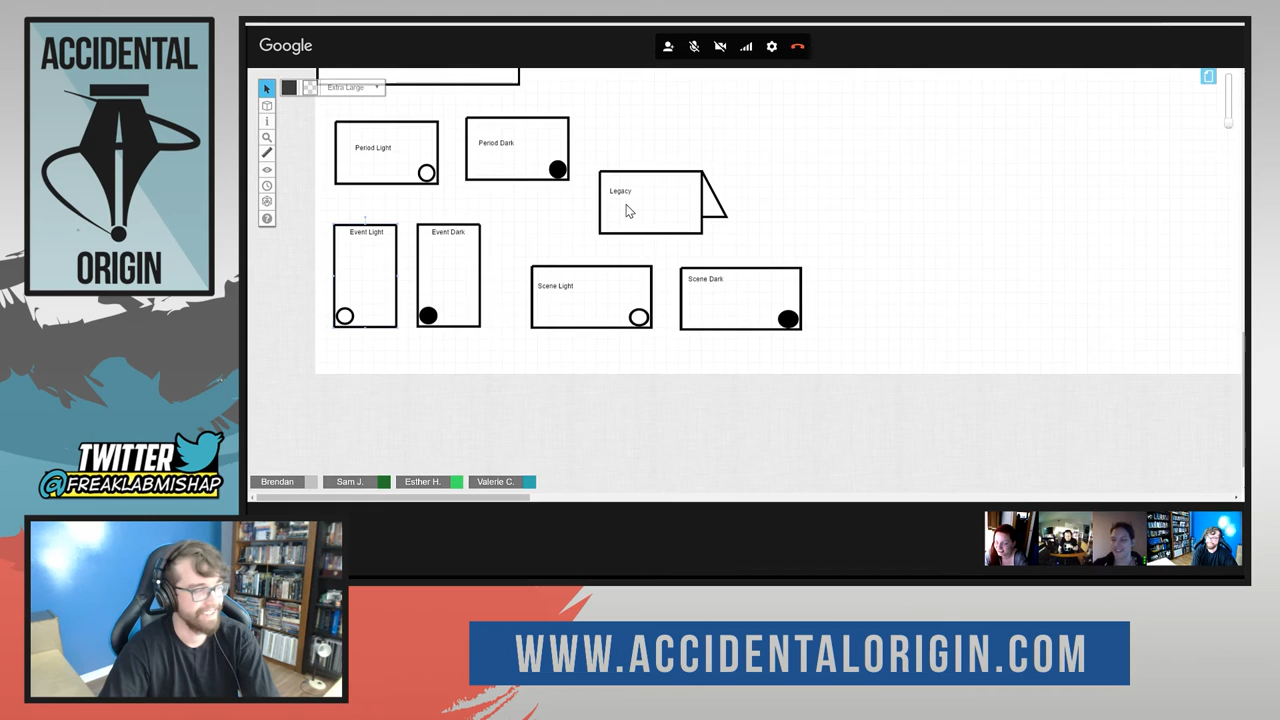 ACCIDENTAL
ORIGIN
TWITTER
@FREAKLABMISHAP
Google
Extra Large
Period Light
Period Dark
Legacy
Event Light
Event Dark
Scene Light
Scene Dark
Brendan
Sam J.
Esther H.
Valerie C.
WWW.ACCIDENTALORIGIN.COM